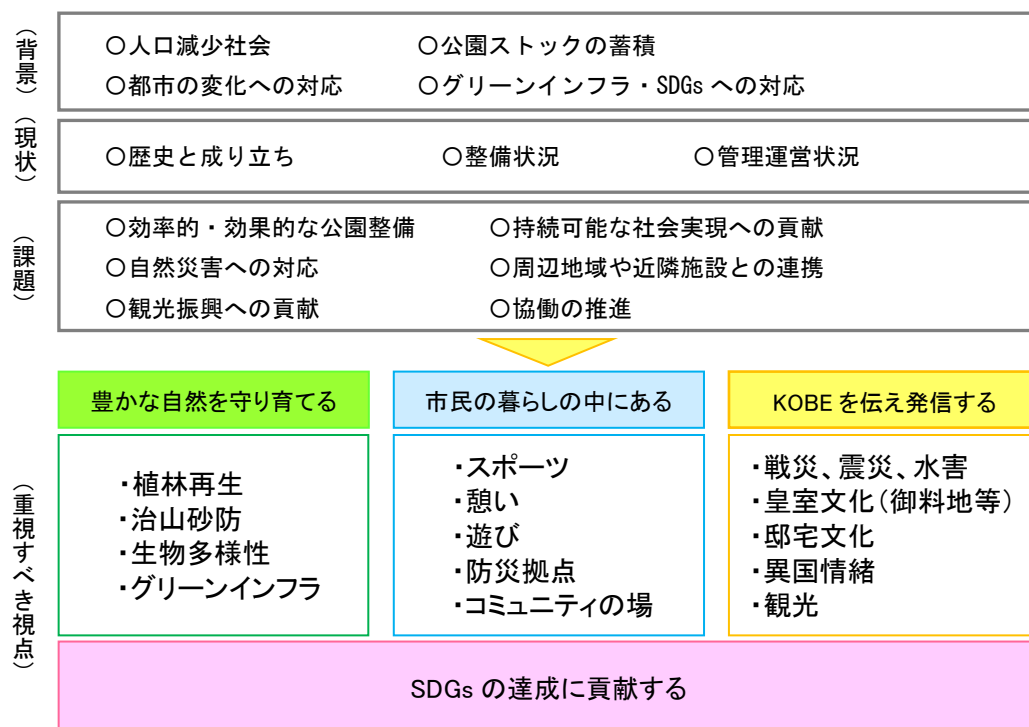 (背景)
○人口減少社会 ○公園ストックの蓄積
○都市の変化への対応 ○グリーンインフラ・SDGs への対応
(現状)
○歴史と成り立ち ○整備状況 ○管理運営状況
(課題)
○効率的・効果的な公園整備 ○持続可能な社会実現への貢献
○自然災害への対応 ○周辺地域や近隣施設との連携
○観光振興への貢献 ○協働の推進
(重視すべき視点)
豊かな自然を守り育てる
・植林再生
・治山砂防
・生物多様性
・グリーンインフラ
市民の暮らしの中にある
・スポーツ
・憩い
・遊び
・防災拠点
・コミュニティの場
KOBE を伝え発信する
・戦災、震災、水害
・皇室文化(御料地等)
・邸宅文化
・異国情緒
・観光
SDGs の達成に貢献する